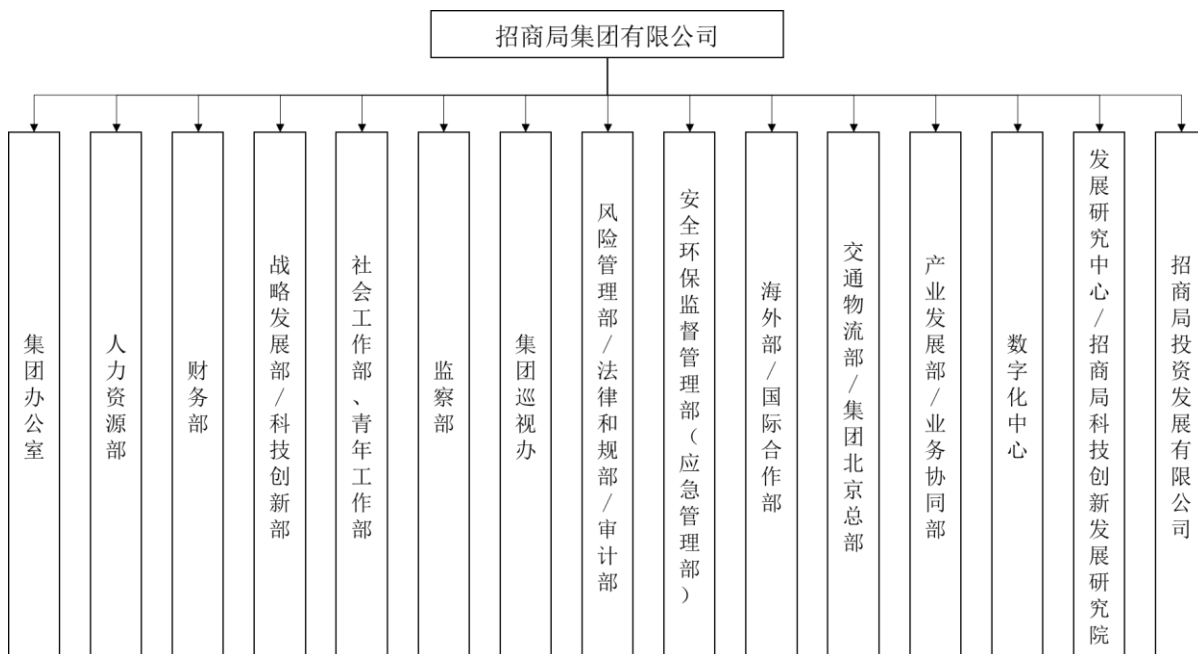 招商局集团有限公司
集团办公室
人力资源部
财务部
战略发展部/科技创新部
社会工作部、青年工作部
监察部
集团巡视办
风险管理部/法律和规部/审计部
安全环保监督管理部(应急管理部)
海外部/国际合作部
交通物流部/集团北京总部
产业发展部/业务协同部
数字化中心
发展研究中心/招商局科技创新发展研究院
招商局投资发展有限公司